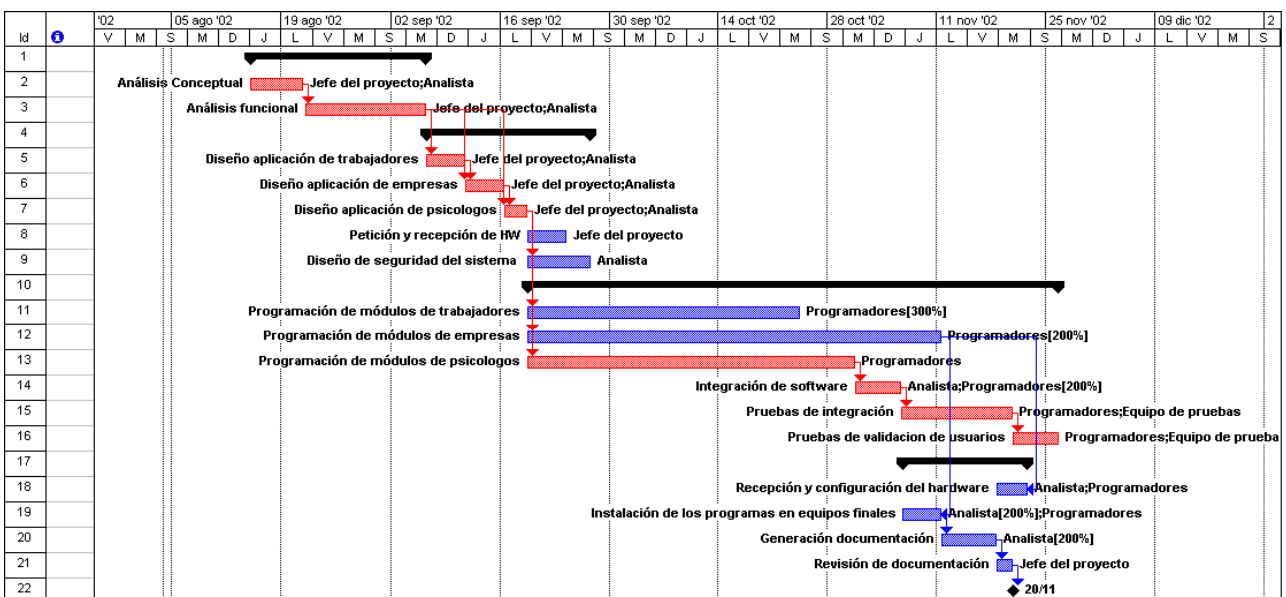 '02 05 ago '02 19 ago '02 02 sep '02 16 sep '02 30 sep '02 14 oct '02 28 oct '02 11 nov '02 25 nov '02 09 dic '02 2
Id V M S M D J L V M S M D J L V M S M D J L V M S M D J L V M S M D J L V M S
1
2 Análisis Conceptual Jefe del proyecto;Analista
3 Análisis funcional Jefe del proyecto;Analista
4
5 Diseño aplicación de trabajadores Jefe del proyecto;Analista
6 Diseño aplicación de empresas Jefe del proyecto;Analista
7 Diseño aplicación de psicologos Jefe del proyecto;Analista
8 Petición y recepción de HW Jefe del proyecto
9 Diseño de seguridad del sistema Analista
10
11 Programación de módulos de trabajadores Programadores[300%]
12 Programación de módulos de empresas Programadores[200%]
13 Programación de módulos de psicologos Programadores
14 Integración de software Analista;Programadores[200%]
15 Pruebas de integración Programadores;Equipo de pruebas
16 Pruebas de validacion de usuarios Programadores;Equipo de prueba
17
18 Recepción y configuración del hardware Analista;Programadores
19 Instalación de los programas en equipos finales Analista[200%];Programadores
20 Generación documentación Analista[200%]
21 Revisión de documentación Jefe del proyecto
22 20/11